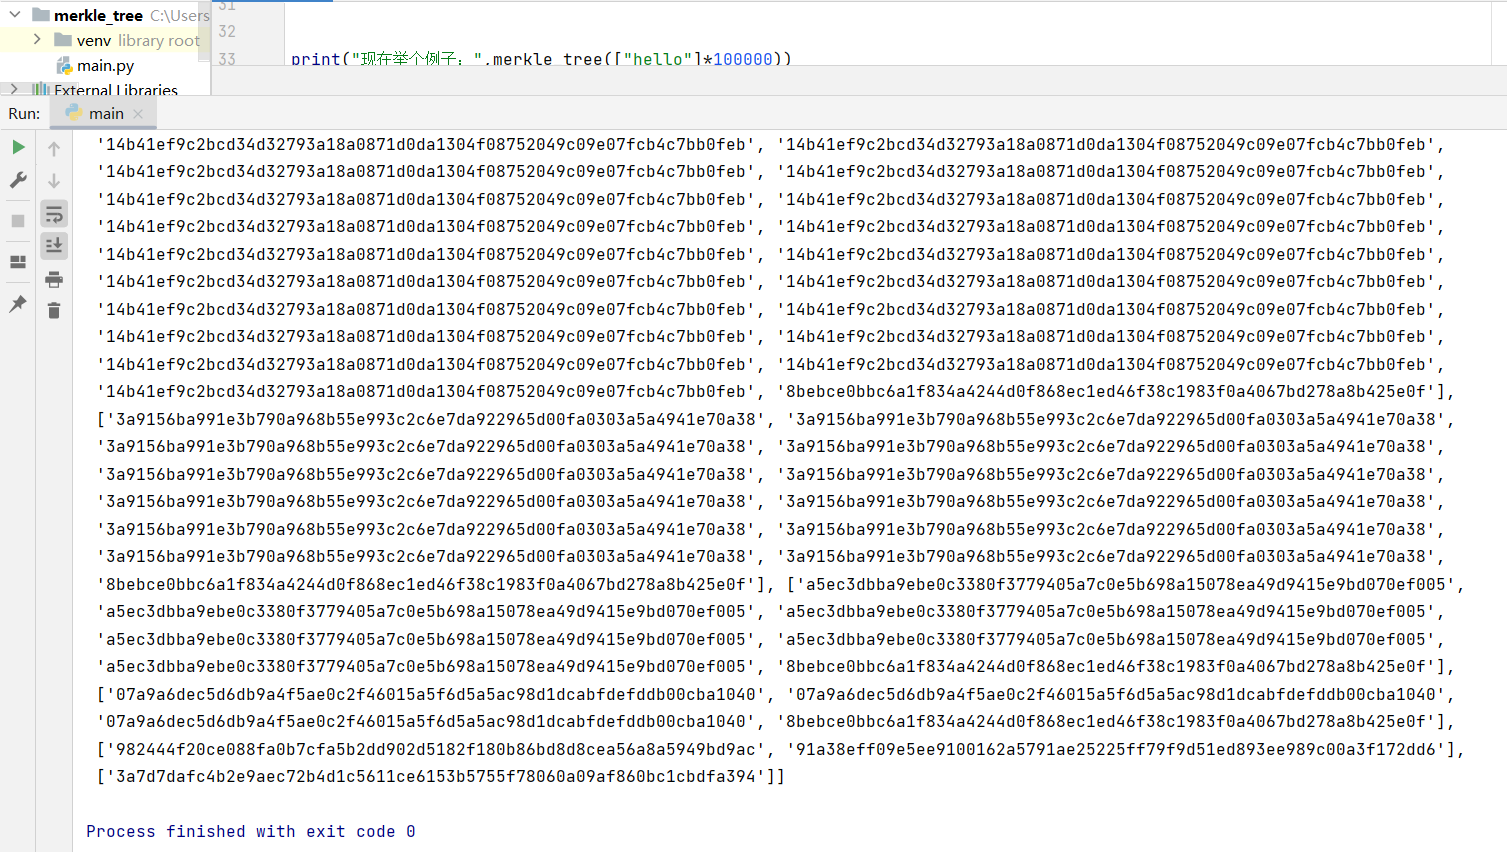 merkle_tree C:\Users
venv library root
main.py
External Libraries
31
32
33 print("现在举个例子：",merkle_tree(["hello"]*100000))
Run: main
'14b41ef9c2bcd34d32793a18a0871d0da1304f08752049c09e07fcb4c7bb0feb', '14b41ef9c2bcd34d32793a18a0871d0da1304f08752049c09e07fcb4c7bb0feb',
'14b41ef9c2bcd34d32793a18a0871d0da1304f08752049c09e07fcb4c7bb0feb', '14b41ef9c2bcd34d32793a18a0871d0da1304f08752049c09e07fcb4c7bb0feb',
'14b41ef9c2bcd34d32793a18a0871d0da1304f08752049c09e07fcb4c7bb0feb', '14b41ef9c2bcd34d32793a18a0871d0da1304f08752049c09e07fcb4c7bb0feb',
'14b41ef9c2bcd34d32793a18a0871d0da1304f08752049c09e07fcb4c7bb0feb', '14b41ef9c2bcd34d32793a18a0871d0da1304f08752049c09e07fcb4c7bb0feb',
'14b41ef9c2bcd34d32793a18a0871d0da1304f08752049c09e07fcb4c7bb0feb', '14b41ef9c2bcd34d32793a18a0871d0da1304f08752049c09e07fcb4c7bb0feb',
'14b41ef9c2bcd34d32793a18a0871d0da1304f08752049c09e07fcb4c7bb0feb', '14b41ef9c2bcd34d32793a18a0871d0da1304f08752049c09e07fcb4c7bb0feb',
'14b41ef9c2bcd34d32793a18a0871d0da1304f08752049c09e07fcb4c7bb0feb', '14b41ef9c2bcd34d32793a18a0871d0da1304f08752049c09e07fcb4c7bb0feb',
'14b41ef9c2bcd34d32793a18a0871d0da1304f08752049c09e07fcb4c7bb0feb', '14b41ef9c2bcd34d32793a18a0871d0da1304f08752049c09e07fcb4c7bb0feb',
'14b41ef9c2bcd34d32793a18a0871d0da1304f08752049c09e07fcb4c7bb0feb', '14b41ef9c2bcd34d32793a18a0871d0da1304f08752049c09e07fcb4c7bb0feb',
'14b41ef9c2bcd34d32793a18a0871d0da1304f08752049c09e07fcb4c7bb0feb', '8bebce0bbc6a1f834a4244d0f868ec1ed46f38c1983f0a4067bd278a8b425e0f'],
['3a9156ba991e3b790a968b55e993c2c6e7da922965d00fa0303a5a4941e70a38', '3a9156ba991e3b790a968b55e993c2c6e7da922965d00fa0303a5a4941e70a38',
'3a9156ba991e3b790a968b55e993c2c6e7da922965d00fa0303a5a4941e70a38', '3a9156ba991e3b790a968b55e993c2c6e7da922965d00fa0303a5a4941e70a38',
'3a9156ba991e3b790a968b55e993c2c6e7da922965d00fa0303a5a4941e70a38', '3a9156ba991e3b790a968b55e993c2c6e7da922965d00fa0303a5a4941e70a38',
'3a9156ba991e3b790a968b55e993c2c6e7da922965d00fa0303a5a4941e70a38', '3a9156ba991e3b790a968b55e993c2c6e7da922965d00fa0303a5a4941e70a38',
'3a9156ba991e3b790a968b55e993c2c6e7da922965d00fa0303a5a4941e70a38', '3a9156ba991e3b790a968b55e993c2c6e7da922965d00fa0303a5a4941e70a38',
'3a9156ba991e3b790a968b55e993c2c6e7da922965d00fa0303a5a4941e70a38', '3a9156ba991e3b790a968b55e993c2c6e7da922965d00fa0303a5a4941e70a38',
'8bebce0bbc6a1f834a4244d0f868ec1ed46f38c1983f0a4067bd278a8b425e0f'], ['a5ec3dbba9ebe0c3380f3779405a7c0e5b698a15078ea49d9415e9bd070ef005',
'a5ec3dbba9ebe0c3380f3779405a7c0e5b698a15078ea49d9415e9bd070ef005', 'a5ec3dbba9ebe0c3380f3779405a7c0e5b698a15078ea49d9415e9bd070ef005',
'a5ec3dbba9ebe0c3380f3779405a7c0e5b698a15078ea49d9415e9bd070ef005', 'a5ec3dbba9ebe0c3380f3779405a7c0e5b698a15078ea49d9415e9bd070ef005',
'a5ec3dbba9ebe0c3380f3779405a7c0e5b698a15078ea49d9415e9bd070ef005', '8bebce0bbc6a1f834a4244d0f868ec1ed46f38c1983f0a4067bd278a8b425e0f'],
['07a9a6dec5d6db9a4f5ae0c2f46015a5f6d5a5ac98d1dcabfdefddb00cba1040', '07a9a6dec5d6db9a4f5ae0c2f46015a5f6d5a5ac98d1dcabfdefddb00cba1040',
'07a9a6dec5d6db9a4f5ae0c2f46015a5f6d5a5ac98d1dcabfdefddb00cba1040', '8bebce0bbc6a1f834a4244d0f868ec1ed46f38c1983f0a4067bd278a8b425e0f'],
['982444f20ce088fa0b7cfa5b2dd902d5182f180b86bd8d8cea56a8a5949bd9ac', '91a38eff09e5ee9100162a5791ae25225ff79f9d51ed893ee989c00a3f172dd6'],
['3a7d7dafc4b2e9aec72b4d1c5611ce6153b5755f78060a09af860bc1cbdfa394']]
Process finished with exit code 0